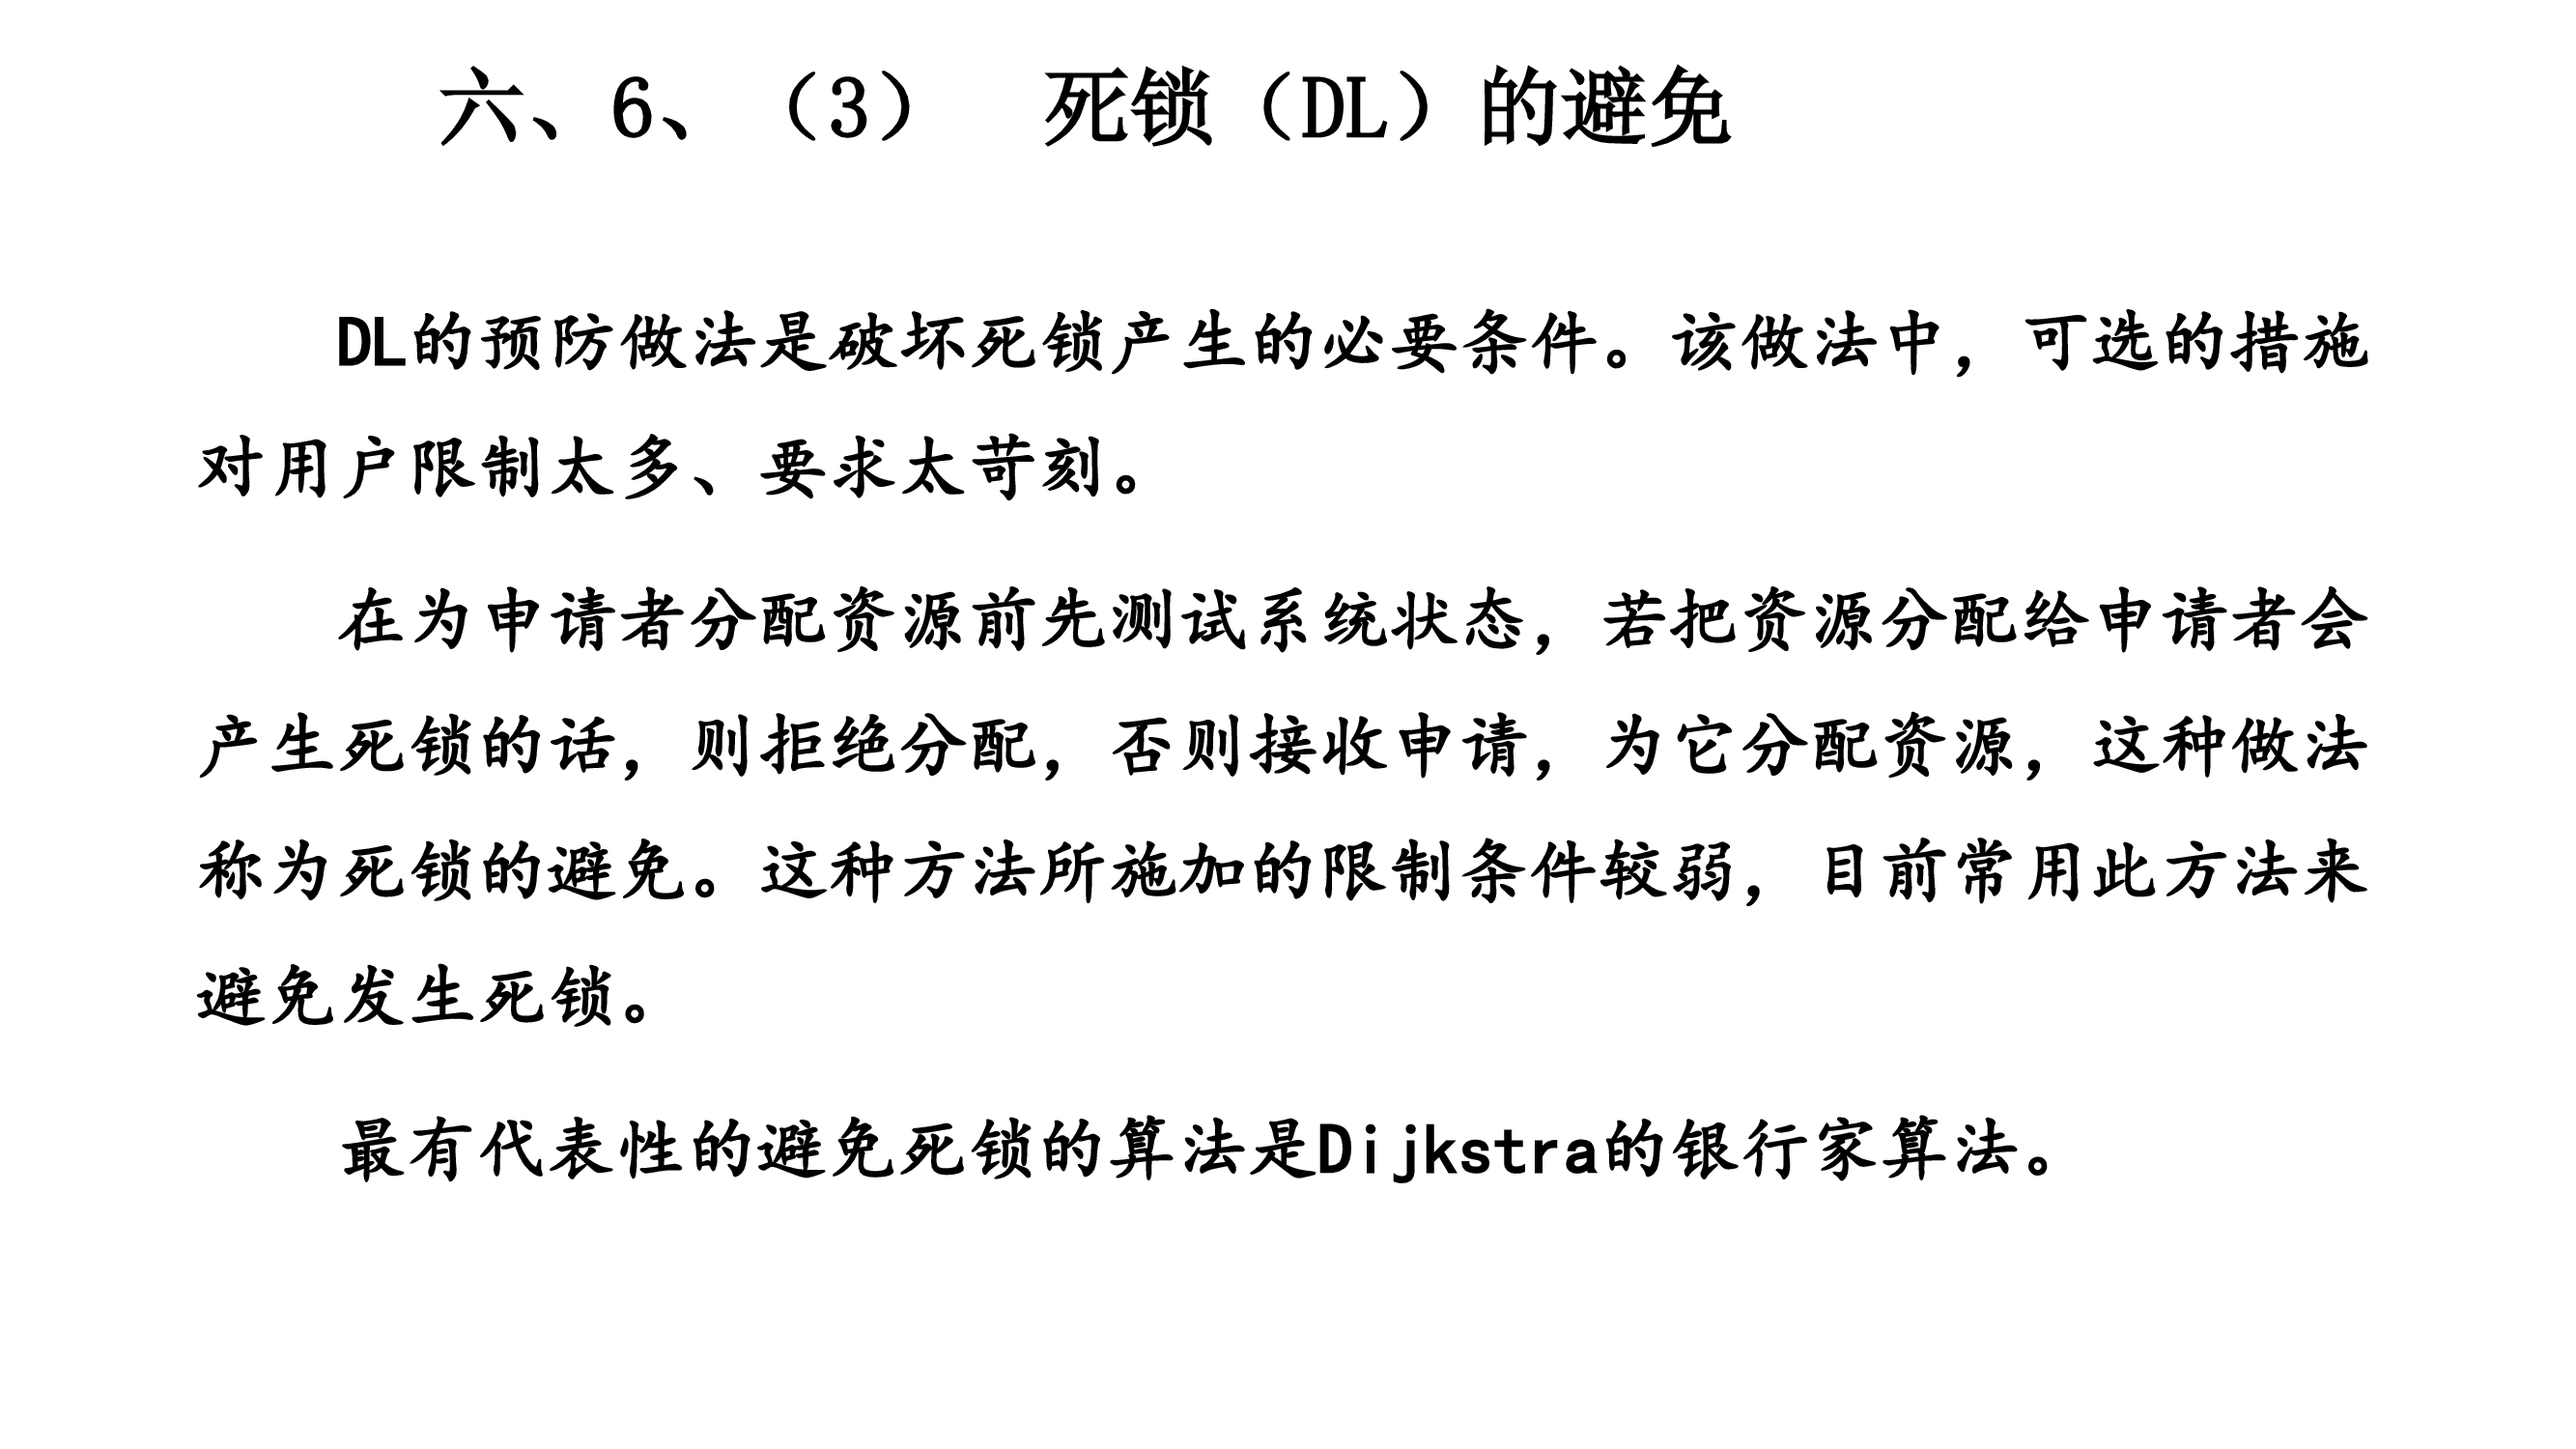 六、6、（3） 死锁（DL）的避免
DL的预防做法是破坏死锁产生的必要条件。该做法中，可选的措施
对用户限制太多、要求太苛刻。
在为申请者分配资源前先测试系统状态，若把资源分配给申请者会
产生死锁的话，则拒绝分配，否则接收申请，为它分配资源，这种做法
称为死锁的避免。这种方法所施加的限制条件较弱，目前常用此方法来
避免发生死锁。
最有代表性的避免死锁的算法是Dijkstra的银行家算法。